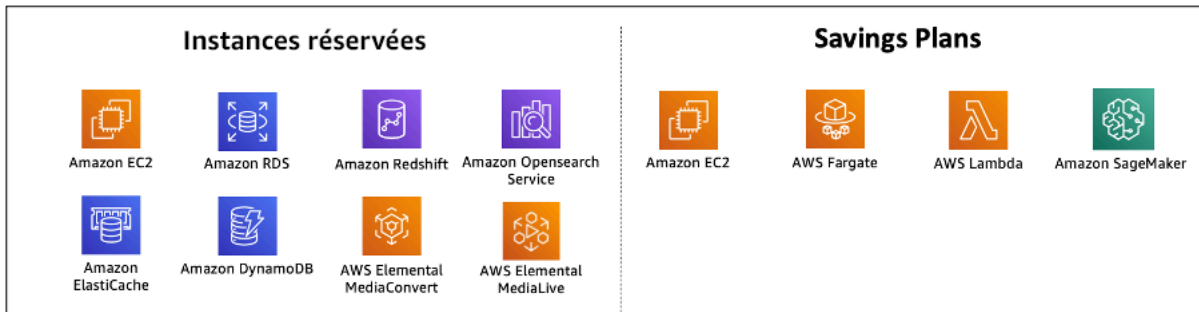 Instances réservées
Savings Plans
Amazon EC2
Amazon RDS
Amazon Redshift
Amazon Opensearch
Service
Amazon EC2
AWS Fargate
AWS Lambda
Amazon SageMaker
Amazon
ElastiCache
Amazon DynamoDB
AWS Elemental
MediaConvert
AWS Elemental
MediaLive